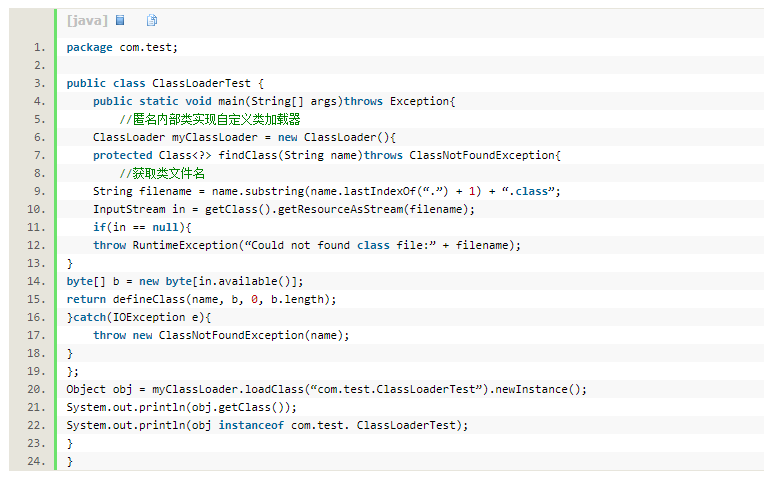 [java]
1. package com.test;
2.
3. public class ClassLoaderTest {
4.     public static void main(String[] args)throws Exception{
5.         //匿名内部类实现自定义类加载器
6.     ClassLoader myClassLoader = new ClassLoader(){
7.     protected Class<?> findClass(String name)throws ClassNotFoundException{
8.         //获取类文件名
9.     String filename = name.substring(name.lastIndexOf(“.”) + 1) + “.class”;
10.     InputStream in = getClass().getResourceAsStream(filename);
11.     if(in == null){
12.     throw RuntimeException(“Could not found class file:” + filename);
13. }
14. byte[] b = new byte[in.available()];
15. return defineClass(name, b, 0, b.length);
16. }catch(IOException e){
17.     throw new ClassNotFoundException(name);
18. }
19. };
20. Object obj = myClassLoader.loadClass(“com.test.ClassLoaderTest”).newInstance();
21. System.out.println(obj.getClass());
22. System.out.println(obj instanceof com.test. ClassLoaderTest);
23. }
24. }